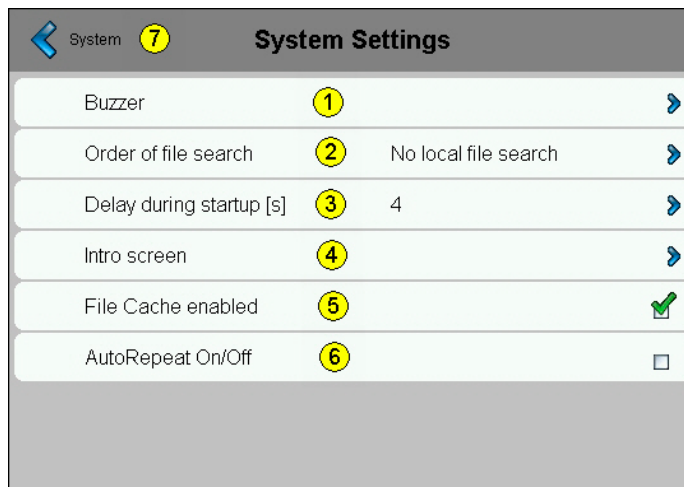 System 7 System Settings
Buzzer 1
Order of file search 2 No local file search
Delay during startup [s] 3 4
Intro screen 4
File Cache enabled 5
AutoRepeat On/Off 6